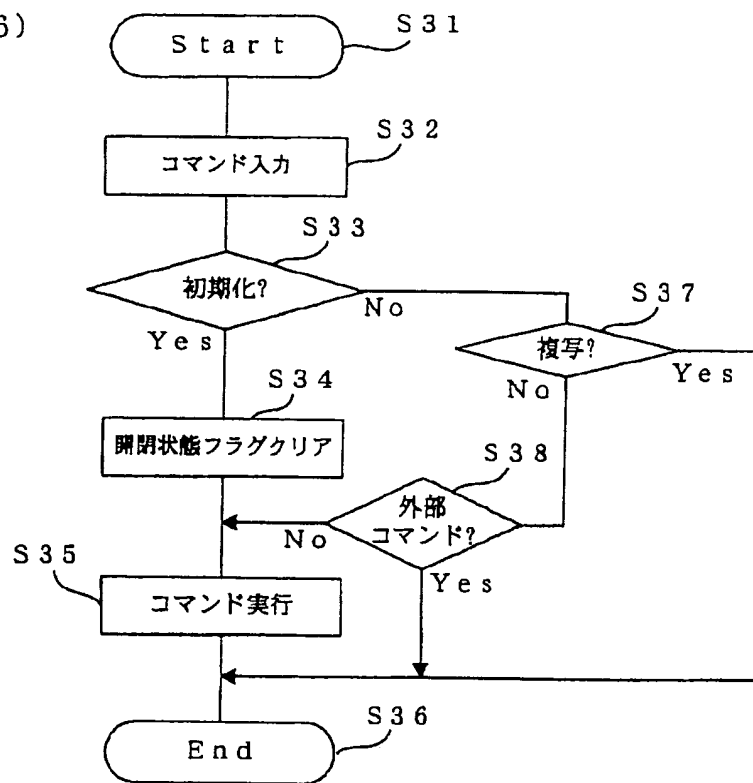 6)
Start
S31
S32
コマンド入力
S33
初期化?
No
Yes
S37
複写?
Yes
No
S34
開閉状態フラグクリア
S38
外部
コマンド?
No
Yes
S35
コマンド実行
S36
End